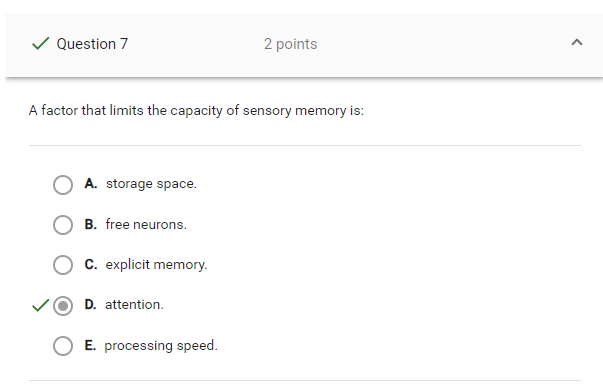 Question 7 2 points
A factor that limits the capacity of sensory memory is:
A. storage space.
B. free neurons.
C. explicit memory.
D. attention.
E. processing speed.